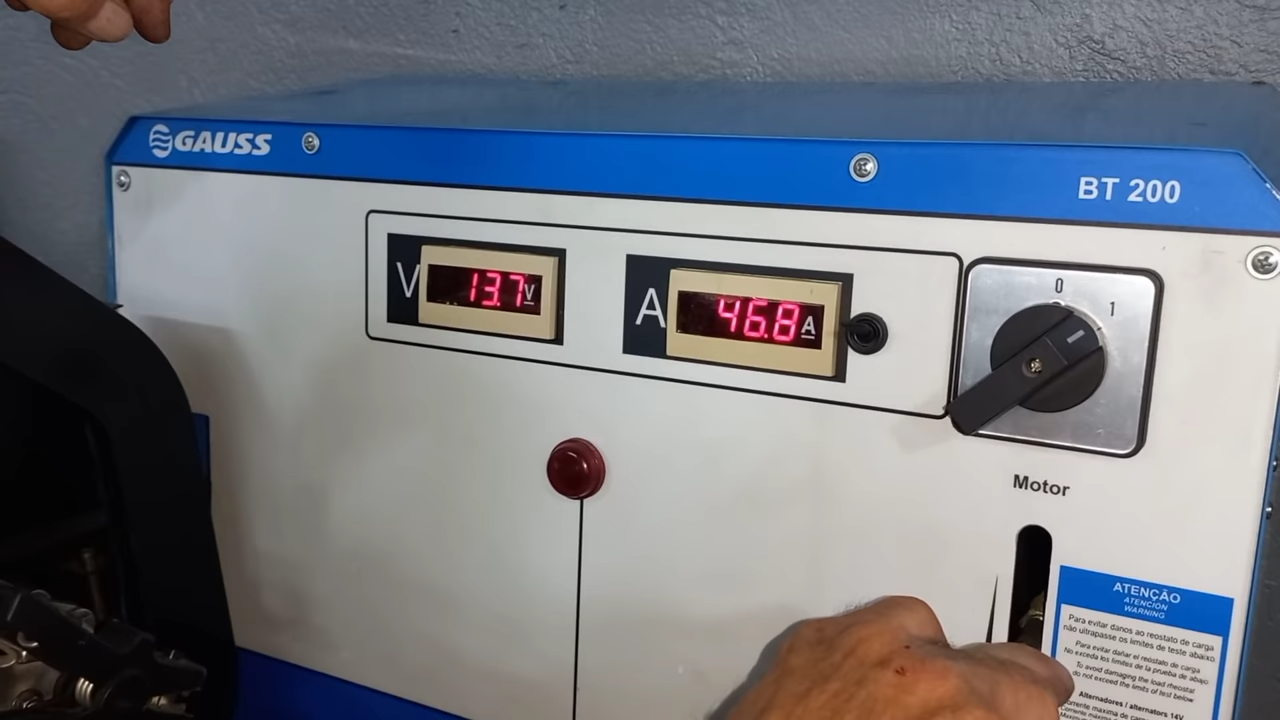 GAUSS
BT 200
V 13.7 V
A 46.8 A
0
1
Motor
ATENÇÃO
ATENCIÓN
WARNING
Para evitar danos ao reostato de carga
não ultrapasse os limites de teste abaixo
Para evitar dañar el reostato de carga
No exceda los limites de la prueba de abajo
To avoid damaging the load rheostat
do not exceed the limits of test below
Alternadores / alternators 14V